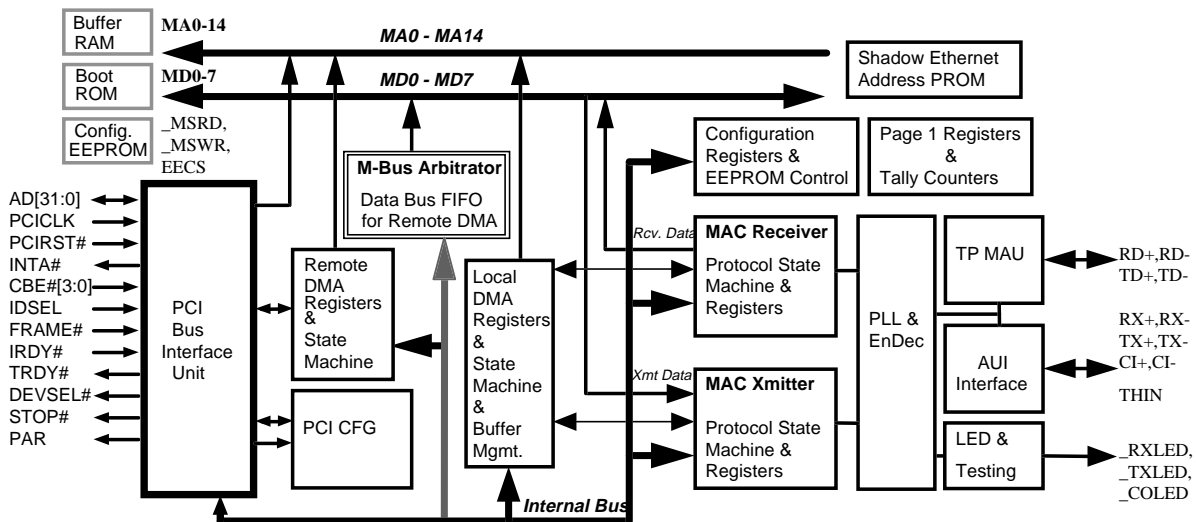 Buffer
RAM
MA0-14
MA0 - MA14
Boot
ROM
MD0-7
MD0 - MD7
Shadow Ethernet
Address PROM
Config.
EEPROM
_MSRD,
_MSWR,
EECS
M-Bus Arbitrator
Data Bus FIFO
for Remote DMA
Configuration
Registers &
EEPROM Control
Page 1 Registers
&
Tally Counters
AD[31:0]
PCICLK
PCIRST#
INTA#
CBE#[3:0]
IDSEL
FRAME#
IRDY#
TRDY#
DEVSEL#
STOP#
PAR
PCI
Bus
Interface
Unit
Remote
DMA
Registers
&
State
Machine
PCI CFG
Local
DMA
Registers
&
State
Machine
&
Buffer
Mgmt.
Rcv. Data
MAC Receiver
Protocol State
Machine &
Registers
Xmt Data
MAC Xmitter
Protocol State
Machine &
Registers
PLL &
EnDec
TP MAU
AUI
Interface
LED &
Testing
RD+,RD-
TD+,TD-
RX+,RX-
TX+,TX-
CI+,CI-
THIN
_RXLED,
_TXLED,
_COLED
Internal Bus